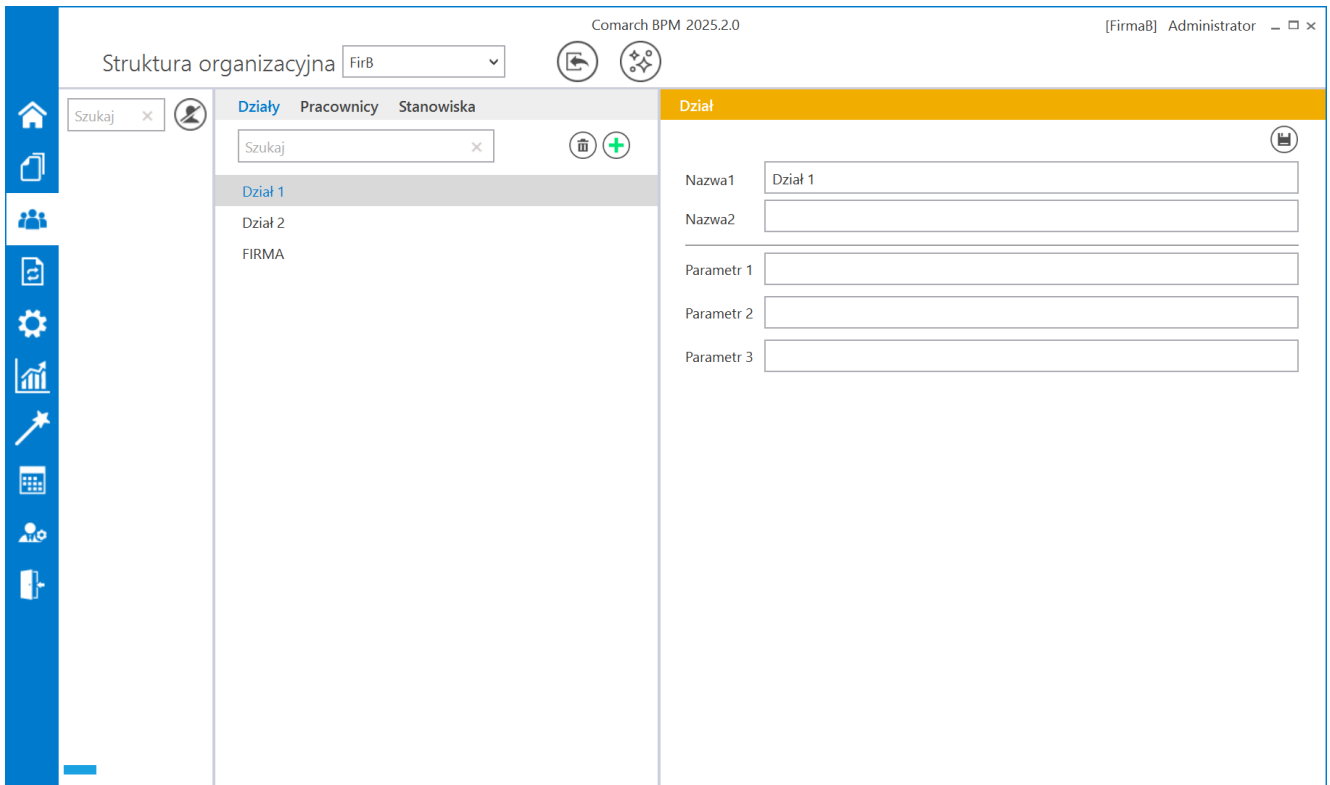 Comarch BPM 2025.2.0
[FirmaB] Administrator
Struktura organizacyjna FirB
Szukaj
Działy Pracownicy Stanowiska
Szukaj
Dział 1
Dział 2
FIRMA
Dział
Nazwa1 Dział 1
Nazwa2
Parametr 1
Parametr 2
Parametr 3